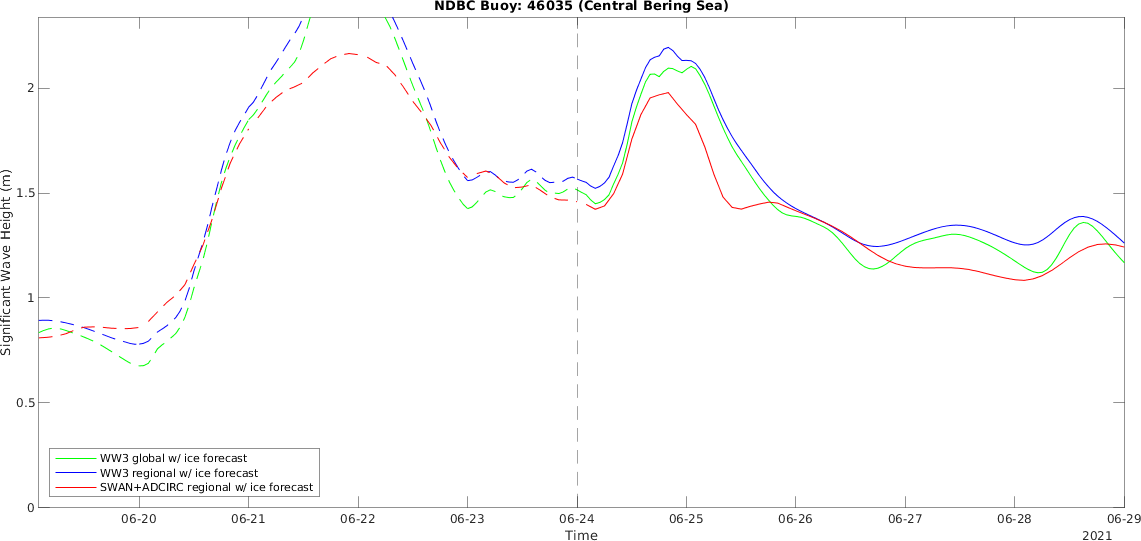 NDBC Buoy: 46035 (Central Bering Sea)
Significant Wave Height (m)
2
1.5
1
0.5
0
WW3 global w/ ice forecast
WW3 regional w/ ice forecast
SWAN+ADCIRC regional w/ ice forecast
06-20 06-21 06-22 06-23 06-24 06-25 06-26 06-27 06-28 06-29
Time
2021